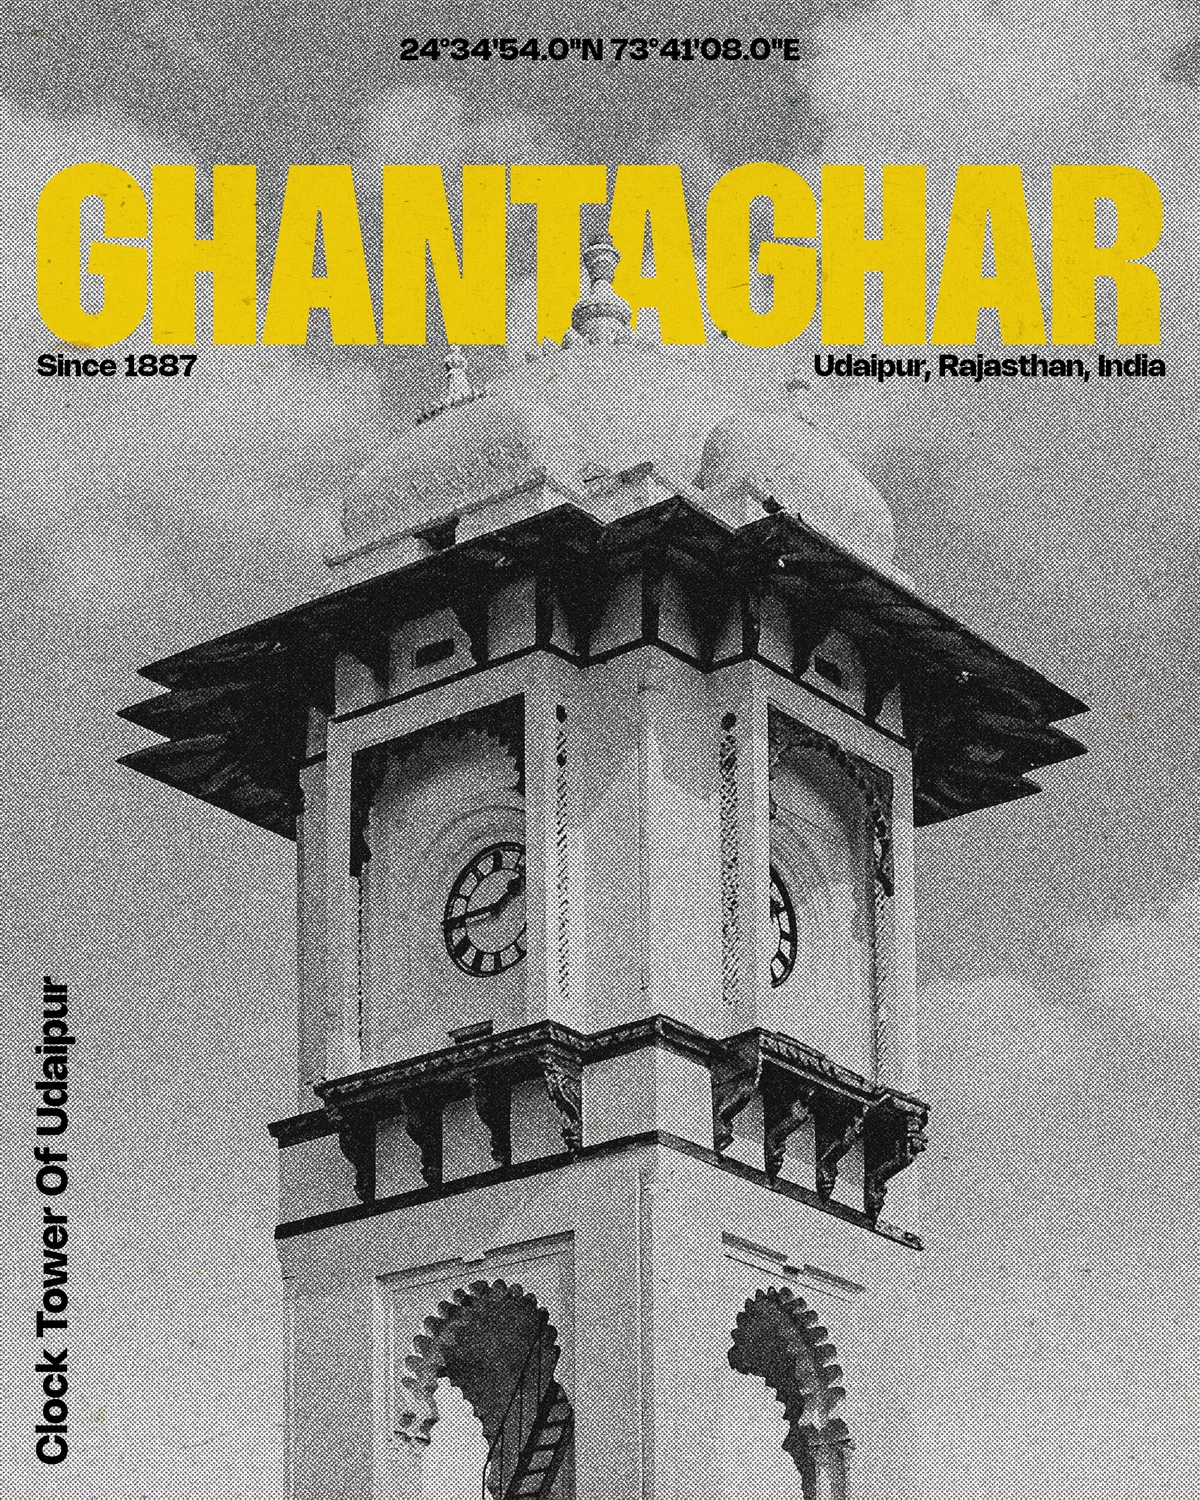 24°34'54.0"N 73°41'08.0"E
GHANTAGHAR
Since 1887
Udaipur, Rajasthan, India
Clock Tower Of Udaipur